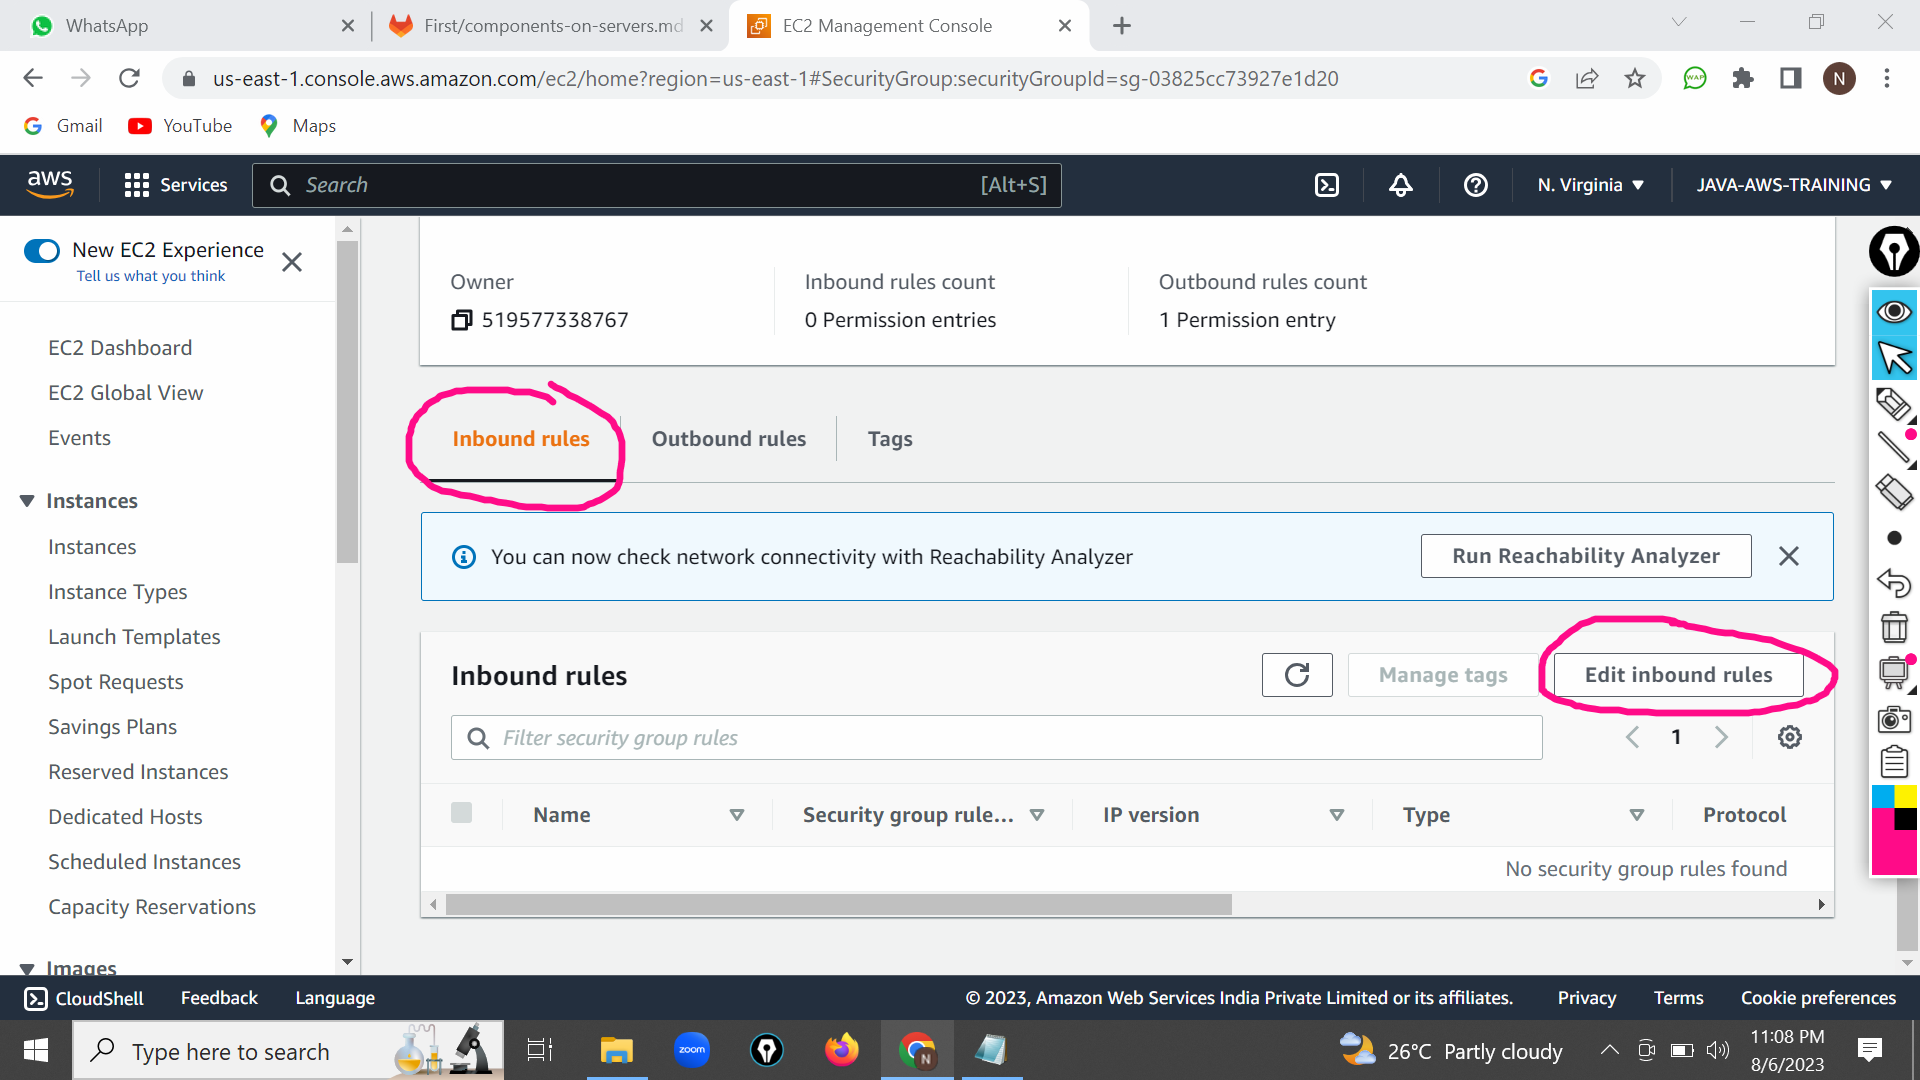 WhatsApp
First/components-on-servers.md
EC2 Management Console
us-east-1.console.aws.amazon.com/ec2/home?region=us-east-1#SecurityGroup:securityGroupId=sg-03825cc73927e1d20
WAP
N
Gmail
YouTube
Maps
aws
Services
Search
[Alt+S]
N. Virginia
JAVA-AWS-TRAINING
New EC2 Experience
Tell us what you think
EC2 Dashboard
EC2 Global View
Events
Instances
Instances
Instance Types
Launch Templates
Spot Requests
Savings Plans
Reserved Instances
Dedicated Hosts
Scheduled Instances
Capacity Reservations
Images
Owner
519577338767
Inbound rules count
0 Permission entries
Outbound rules count
1 Permission entry
Inbound rules
Outbound rules
Tags
You can now check network connectivity with Reachability Analyzer
Run Reachability Analyzer
Inbound rules
Manage tags
Edit inbound rules
Filter security group rules
1
Name
Security group rule...
IP version
Type
Protocol
No security group rules found
CloudShell
Feedback
Language
© 2023, Amazon Web Services India Private Limited or its affiliates.
Privacy
Terms
Cookie preferences
Type here to search
zoom
N
26°C Partly cloudy
11:08 PM
8/6/2023